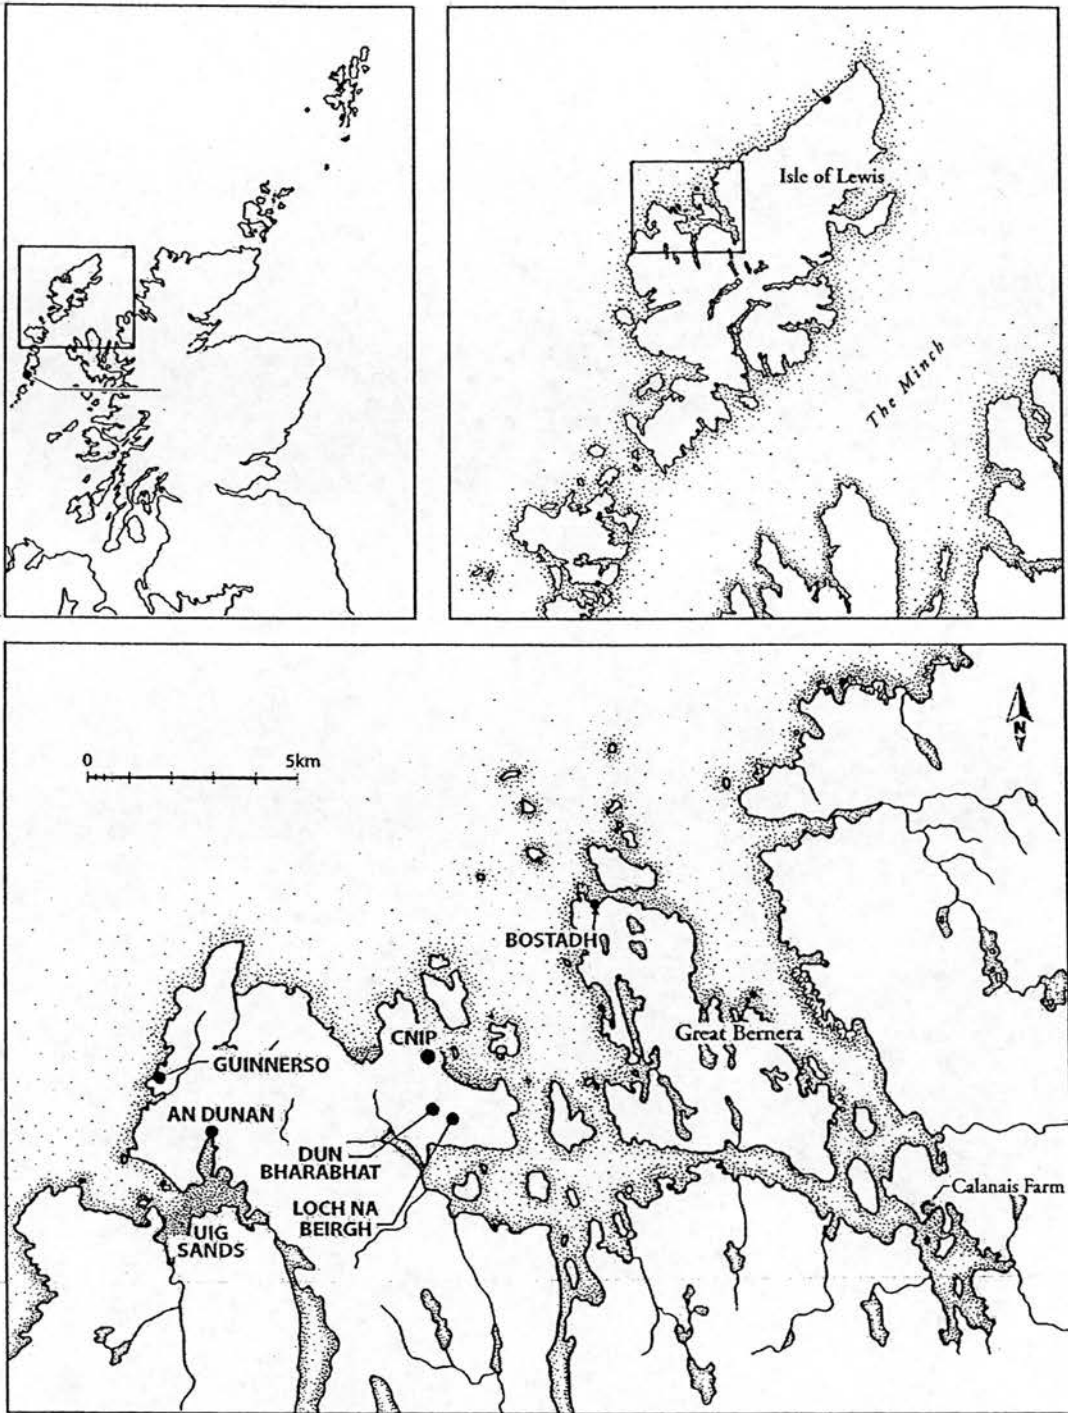 Isle of Lewis
The Minch
0 5km
N
BOSTADH
Great Bernera
CNIP
GUINNERSO
AN DUNAN
DUN
BHARABHAT
LOCH NA
BEIRGH
Calanais Farm
UIG
SANDS